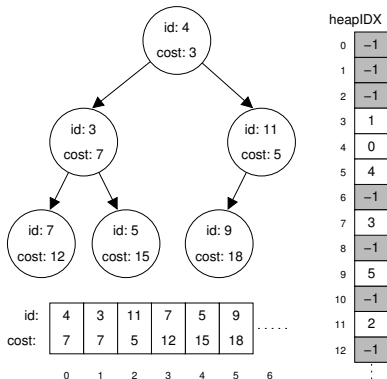 heapIDX
id: 4
cost: 3
id: 3
cost: 7
id: 11
cost: 5
id: 7
cost: 12
id: 5
cost: 15
id: 9
cost: 18
id: 4 3 11 7 5 9 .....
cost: 7 7 5 12 15 18
0 1 2 3 4 5 6
0 −1
1 −1
2 −1
3 1
4 0
5 4
6 −1
7 3
8 −1
9 5
10 −1
11 2
12 −1